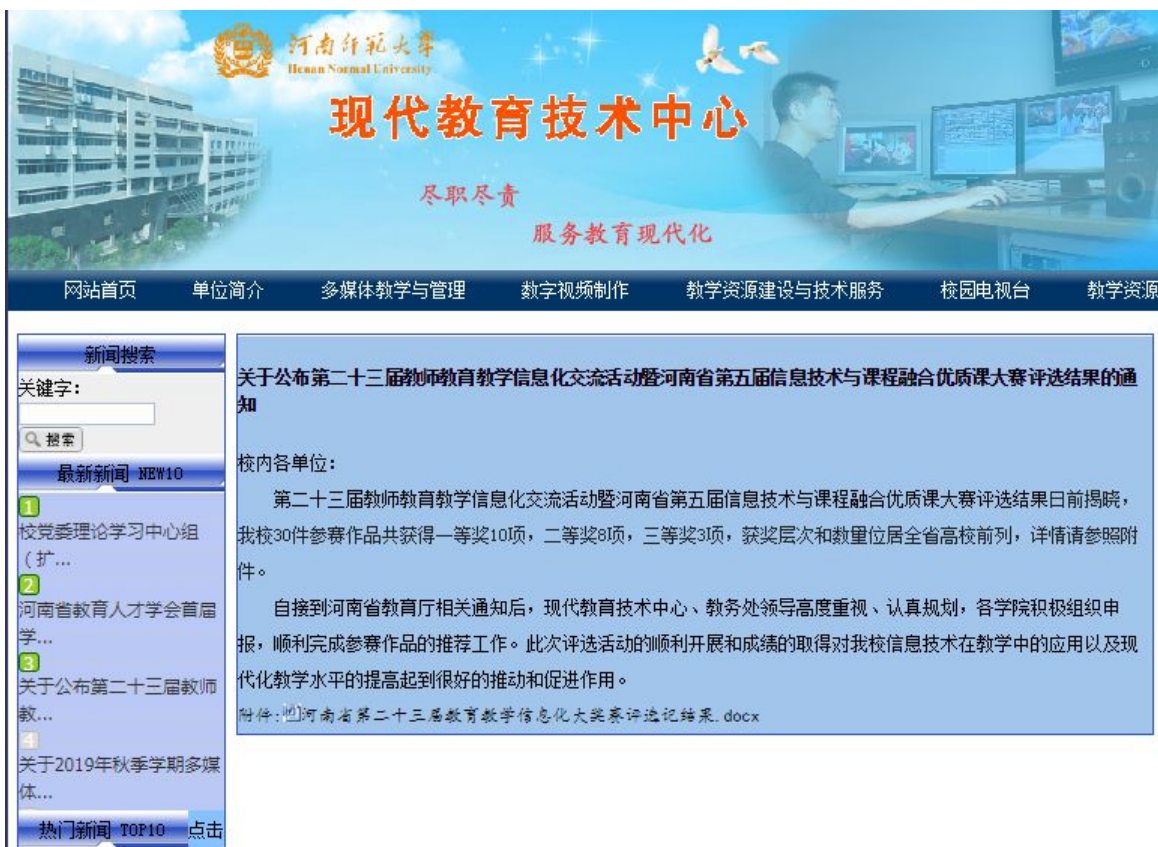 河南师范大学
Henan Normal University
现代教育技术中心
尽职尽责
服务教育现代化
网站首页 单位简介 多媒体教学与管理 数字视频制作 教学资源建设与技术服务 校园电视台 教学资源
新闻搜索
关键字：
搜索
最新新闻 NEW10
1
校党委理论学习中心组
（扩...
2
河南省教育人才学会首届
学...
3
关于公布第二十三届教师
教...
4
关于2019年秋季学期多媒
体...
热门新闻 TOP10 点击
关于公布第二十三届教师教育教学信息化交流活动暨河南省第五届信息技术与课程融合优质课大赛评选结果的通
知
校内各单位：
第二十三届教师教育教学信息化交流活动暨河南省第五届信息技术与课程融合优质课大赛评选结果日前揭晓，
我校30件参赛作品共获得一等奖10项，二等奖8项，三等奖3项，获奖层次和数量位居全省高校前列，详情请参照附
件。
自接到河南省教育厅相关通知后，现代教育技术中心、教务处领导高度重视、认真规划，各学院积极组织申
报，顺利完成参赛作品的推荐工作。此次评选活动的顺利开展和成绩的取得对我校信息技术在教学中的应用以及现
代化教学水平的提高起到很好的推动和促进作用。
附件:河南省第二十三届教育教学信息化大奖赛评选记结果.docx